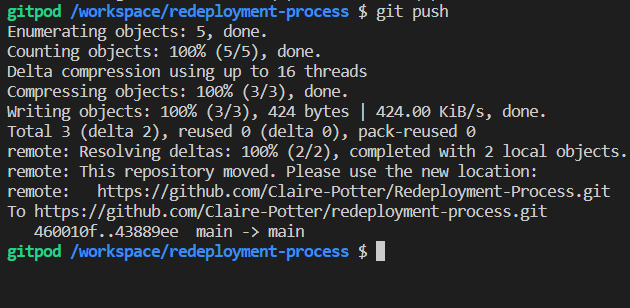 gitpod /workspace/redeployment-process $ git push
Enumerating objects: 5, done.
Counting objects: 100% (5/5), done.
Delta compression using up to 16 threads
Compressing objects: 100% (3/3), done.
Writing objects: 100% (3/3), 424 bytes | 424.00 KiB/s, done.
Total 3 (delta 2), reused 0 (delta 0), pack-reused 0
remote: Resolving deltas: 100% (2/2), completed with 2 local objects.
remote: This repository moved. Please use the new location:
remote:   https://github.com/Claire-Potter/Redeployment-Process.git
To https://github.com/Claire-Potter/redeployment-process.git
   460010f..43889ee  main -> main
gitpod /workspace/redeployment-process $